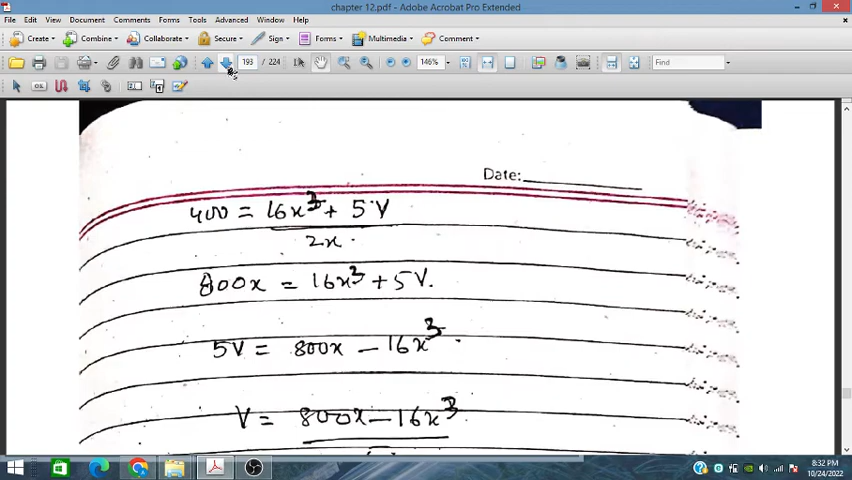 chapter 12.pdf - Adobe Acrobat Pro Extended
File Edit View Document Comments Forms Tools Advanced Window Help
Create Combine Collaborate Secure Sign Forms Multimedia Comment
193 / 224 146% Find
Date:
400 = 16x³ + 5V
2x
800x = 16x³ + 5V.
5V = 800x - 16x³
V = 800x - 16x³
8:32 PM
10/24/2022